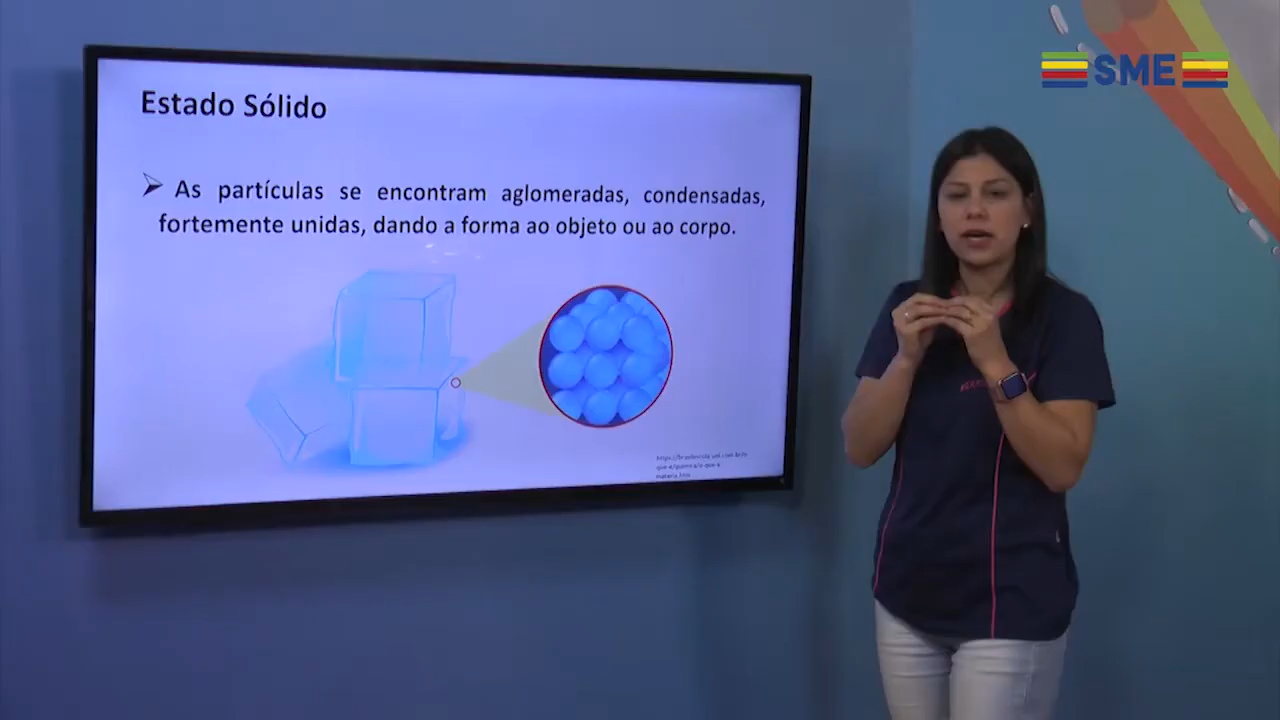 SME
Estado Sólido
➢ As partículas se encontram aglomeradas, condensadas,
fortemente unidas, dando a forma ao objeto ou ao corpo.